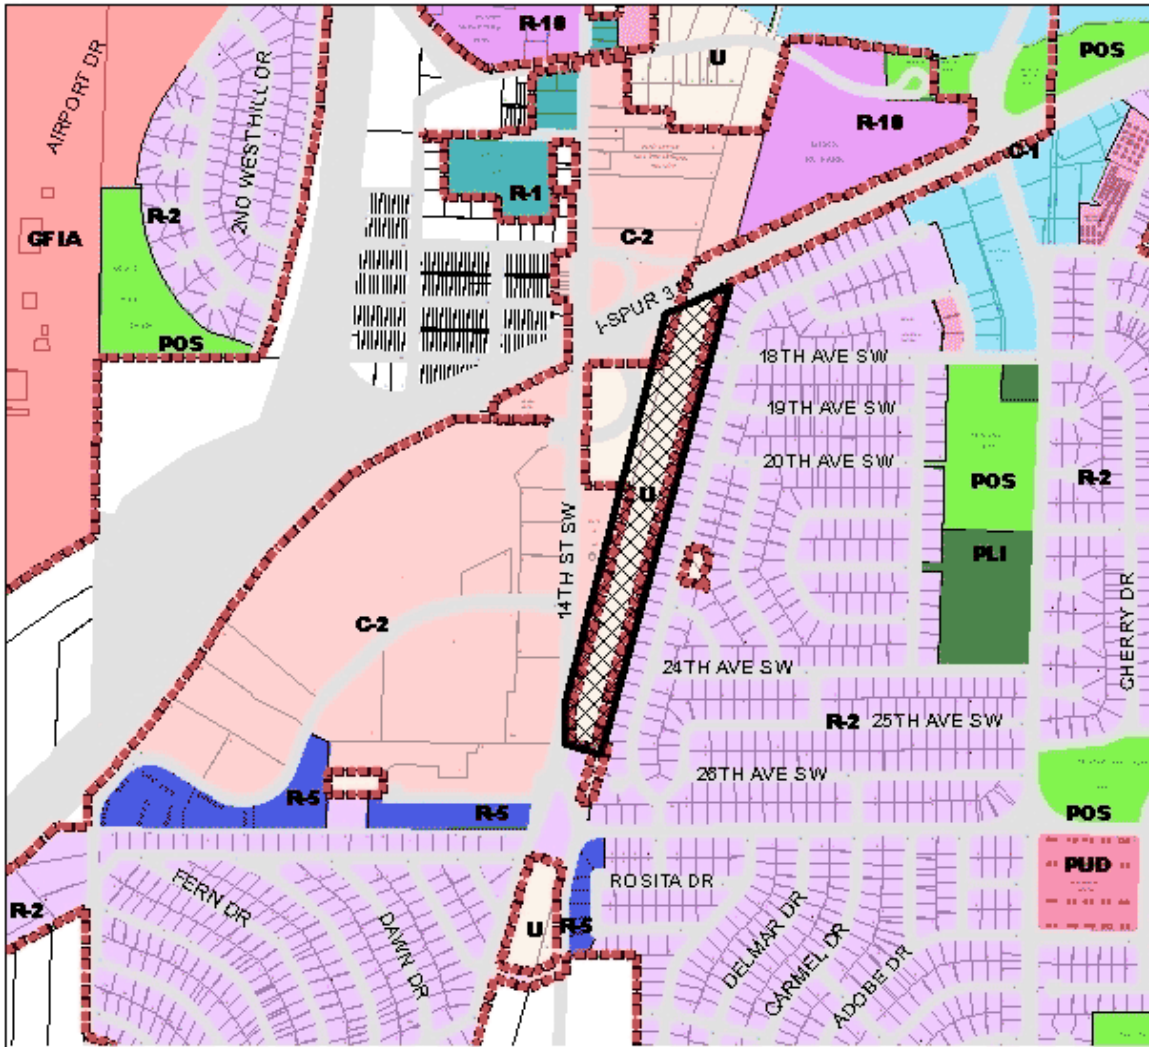 R-10
U
POS
AIRPORT DR
2ND WESTHILL DR
R-10
C-1
R-1
R-2
GFIA
C-2
I-SPUR 3
POS
18TH AVE SW
19TH AVE SW
20TH AVE SW
POS
R-2
U
14TH ST SW
PLI
C-2
CHERRY DR
24TH AVE SW
R-2
25TH AVE SW
26TH AVE SW
R-5
R-5
POS
PUD
FERN DR
ROSITA DR
R-2
DAWN DR
U
R-5
DELMAR DR
CARMEL DR
ADOBE DR